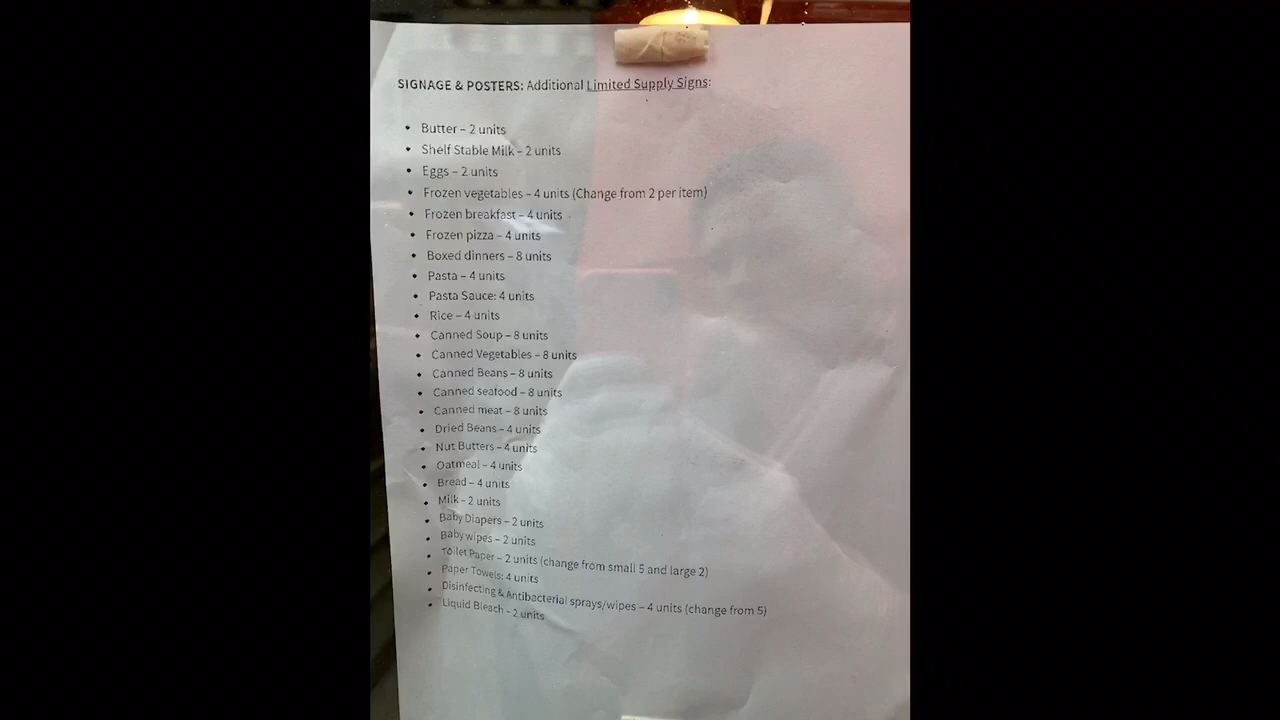 SIGNAGE & POSTERS: Additional Limited Supply Signs:
• Butter – 2 units
• Shelf Stable Milk – 2 units
• Eggs – 2 units
• Frozen vegetables – 4 units (Change from 2 per item)
• Frozen breakfast – 4 units
• Frozen pizza – 4 units
• Boxed dinners – 8 units
• Pasta – 4 units
• Pasta Sauce: 4 units
• Rice – 4 units
• Canned Soup – 8 units
• Canned Vegetables – 8 units
• Canned Beans – 8 units
• Canned seafood – 8 units
• Canned meat – 8 units
• Dried Beans – 4 units
• Nut Butters – 4 units
• Oatmeal – 4 units
• Bread – 4 units
• Milk – 2 units
• Baby Diapers – 2 units
• Baby wipes – 2 units
• Toilet Paper – 2 units (change from small 5 and large 2)
• Paper Towels: 4 units
• Disinfecting & Antibacterial sprays/wipes – 4 units (change from 5)
• Liquid Bleach – 2 units